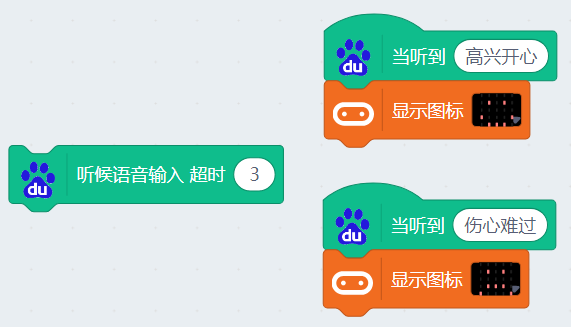 du 当听到 高兴开心
显示图标
du 听候语音输入 超时 3
du 当听到 伤心难过
显示图标